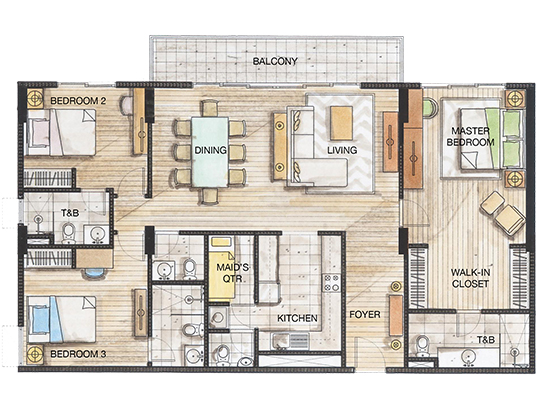 BALCONY
BEDROOM 2
DINING
LIVING
MASTER
BEDROOM
T&B
MAID'S
QTR.
WALK-IN
CLOSET
KITCHEN
FOYER
BEDROOM 3
T&B